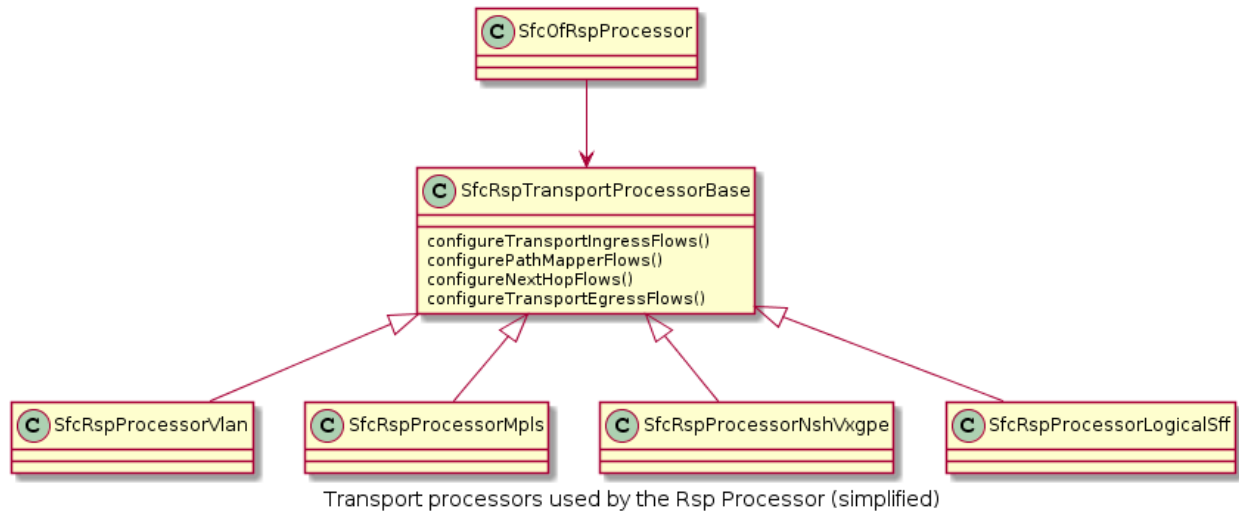 C SfcOfRspProcessor
C SfcRspTransportProcessorBase
configureTransportIngressFlows()
configurePathMapperFlows()
configureNextHopFlows()
configureTransportEgressFlows()
C SfcRspProcessorVlan
C SfcRspProcessorMpls
C SfcRspProcessorNshVxgpe
C SfcRspProcessorLogicalSff
Transport processors used by the Rsp Processor (simplified)